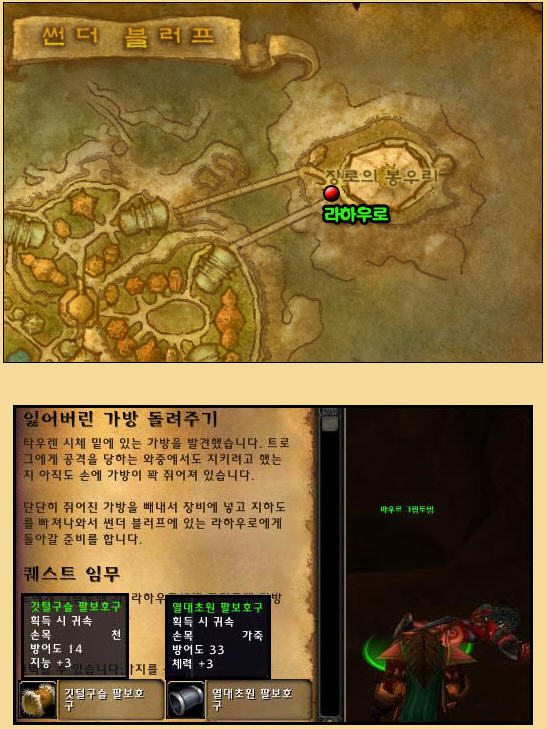 썬더 블러프
장로의 봉우리
라하우로
잃어버린 가방 돌려주기
타우렌 시체 밑에 있는 가방을 발견했습니다. 트로
그에게 공격을 당하는 와중에서도 지키려고 했는
지 아직도 손에 가방이 꽉 쥐어져 있습니다.
단단히 쥐어진 가방을 빼내서 장비에 넣고 지하도
를 빠져나와서 썬더 블러프에 있는 라하우로에게
돌아갈 준비를 합니다.
퀘스트 임무
라하우
깃털구슬 팔보호구
획득 시 귀속
손목 천
방어도 14
지능 +3
열대초원 팔보호구
획득 시 귀속
손목 가죽
방어도 33
체력 +3
깃털구슬 팔보호
구
열대초원 팔보호
구
마우르 그림토템